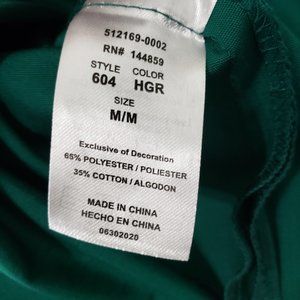 512169-0002
RN# 144859
STYLE COLOR
604 HGR
SIZE
M/M
Exclusive of Decoration
65% POLYESTER / POLIESTER
35% COTTON / ALGODON
MADE IN CHINA
HECHO EN CHINA
06302020